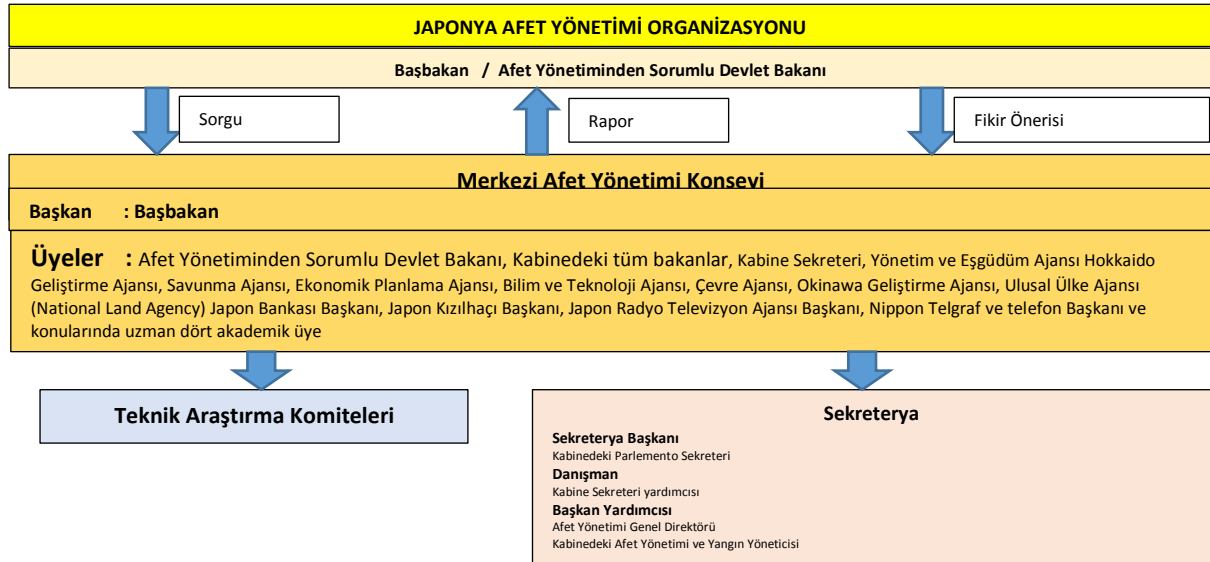 JAPONYA AFET YÖNETİMİ ORGANİZASYONU
Başbakan / Afet Yönetiminden Sorumlu Devlet Bakanı
Sorgu
Rapor
Fikir Önerisi
Merkezi Afet Yönetimi Konseyi
Başkan : Başbakan
Üyeler : Afet Yönetiminden Sorumlu Devlet Bakanı, Kabinedeki tüm bakanlar, Kabine Sekreteri, Yönetim ve Eşgüdüm Ajansı Hokkaido
Geliştirme Ajansı, Savunma Ajansı, Ekonomik Planlama Ajansı, Bilim ve Teknoloji Ajansı, Çevre Ajansı, Okinawa Geliştirme Ajansı, Ulusal Ülke Ajansı
(National Land Agency) Japon Bankası Başkanı, Japon Kızılhaçı Başkanı, Japon Radyo Televizyon Ajansı Başkanı, Nippon Telgraf ve telefon Başkanı ve
konularında uzman dört akademik üye
Teknik Araştırma Komiteleri
Sekreterya
Sekreterya Başkanı
Kabinedeki Parlemento Sekreteri
Danışman
Kabine Sekreteri yardımcısı
Başkan Yardımcısı
Afet Yönetimi Genel Direktörü
Kabinedeki Afet Yönetimi ve Yangın Yöneticisi